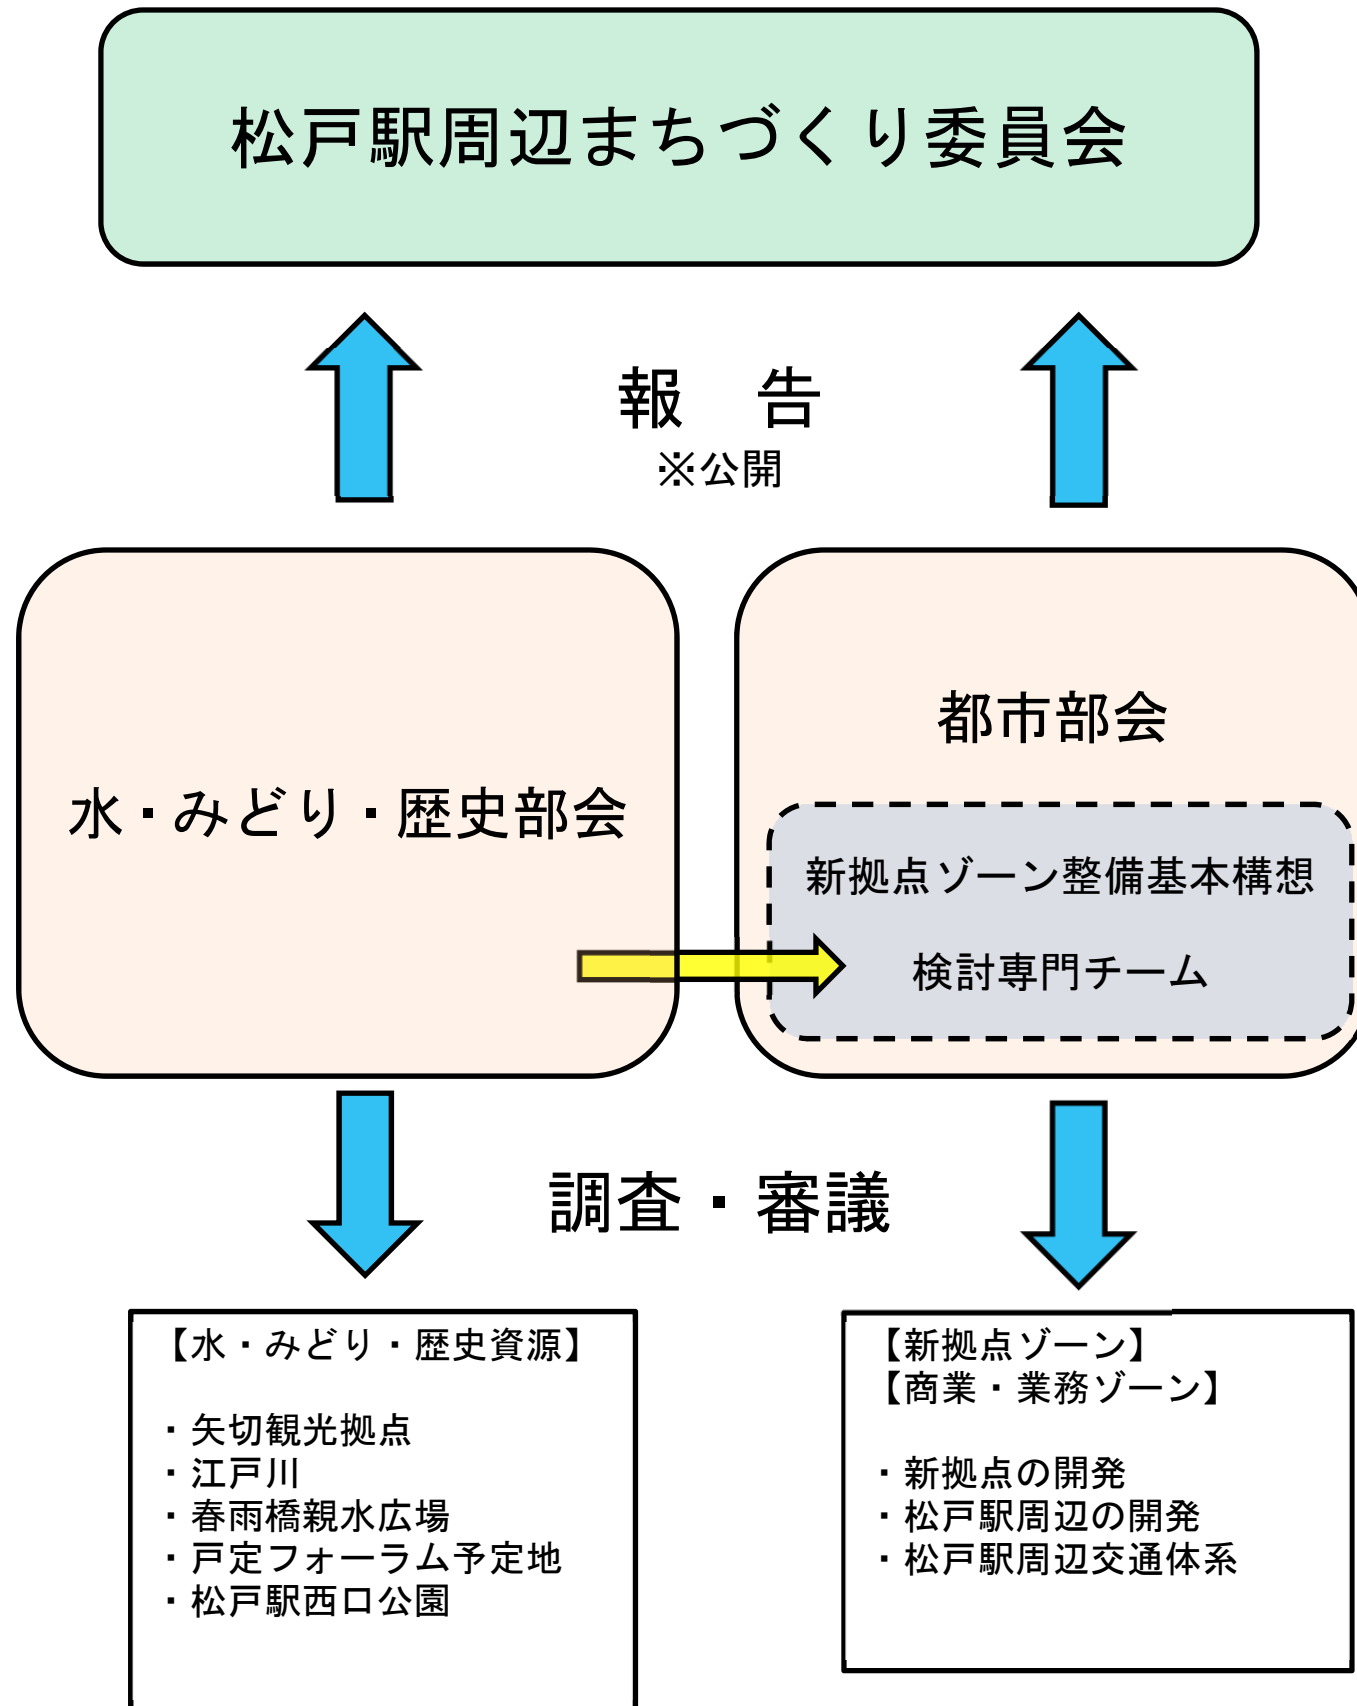 松戸駅周辺まちづくり委員会
報　告
※公開
水・みどり・歴史部会
都市部会
新拠点ゾーン整備基本構想
検討専門チーム
調査・審議
【水・みどり・歴史資源】
・矢切観光拠点
・江戸川
・春雨橋親水広場
・戸定フォーラム予定地
・松戸駅西口公園
【新拠点ゾーン】
【商業・業務ゾーン】
・新拠点の開発
・松戸駅周辺の開発
・松戸駅周辺交通体系